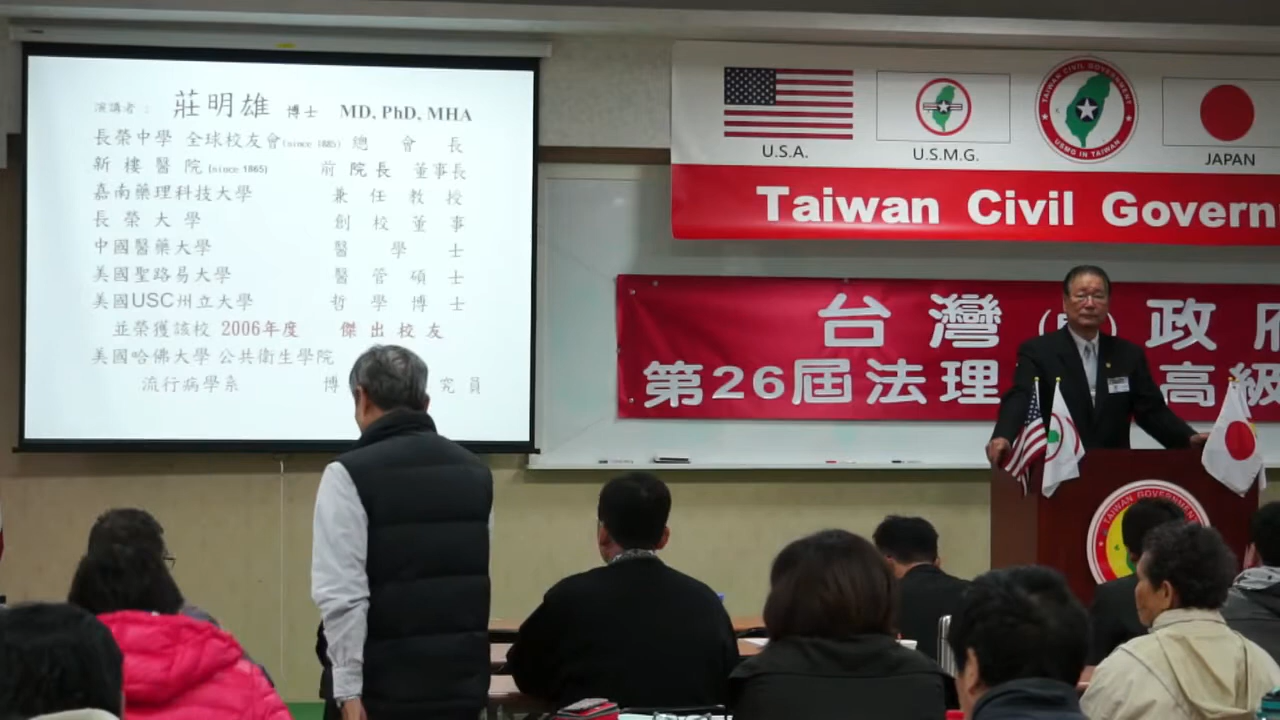 演講者： 莊明雄 博士 MD, PhD, MHA
長榮中學 全球校友會(since 1885) 總 會 長
新 樓 醫 院 (since 1865) 前 院 長 董事長
嘉南藥理科技大學 兼 任 教 授
長 榮 大 學 創 校 董 事
中國醫藥大學 醫 學 士
美國聖路易大學 醫 管 碩 士
美國USC州立大學 哲 學 博 士
並榮獲該校 2006年度 傑 出 校 友
美國哈佛大學 公共衛生學院
流行病學系 博 究 員
U.S.A.
U.S.M.G.
TAIWAN CIVIL GOVERNMENT
USMG IN TAIWAN
JAPAN
Taiwan Civil Govern
台 灣 政 府
第26屆法理 高級
TAIWAN GOVERNMENT